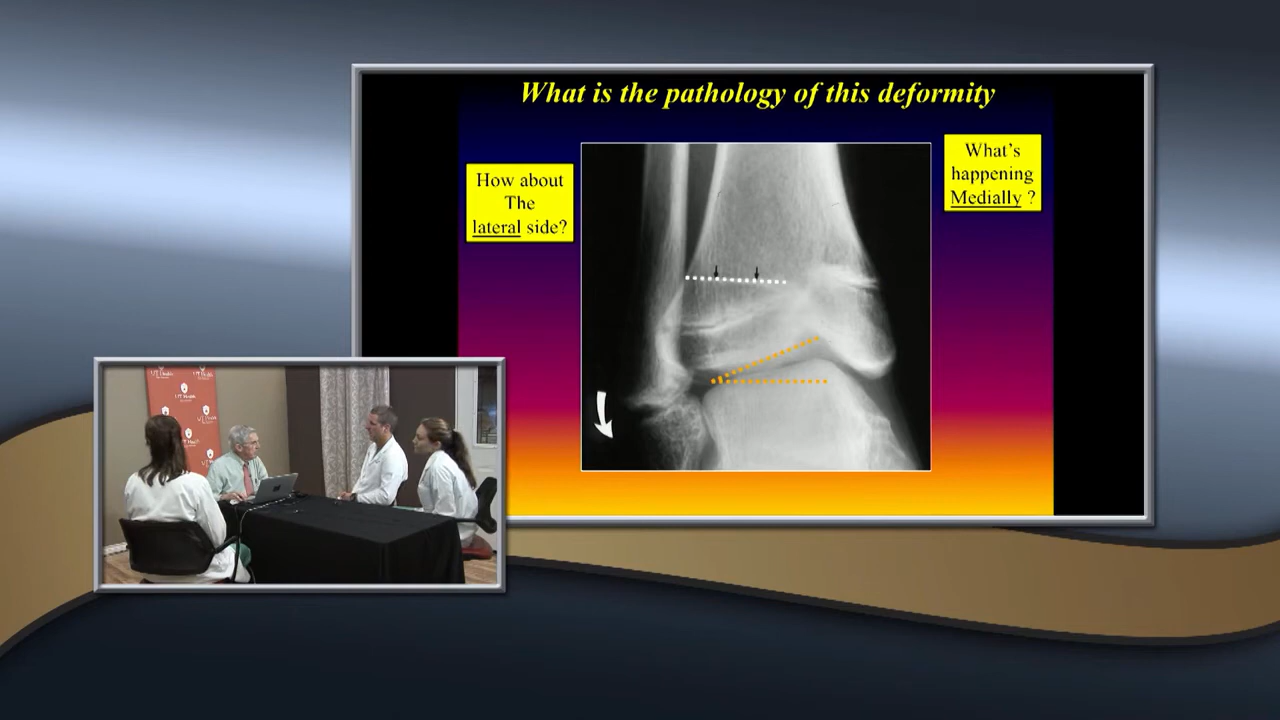 What is the pathology of this deformity
How about
The
lateral side?
What's
happening
Medially ?